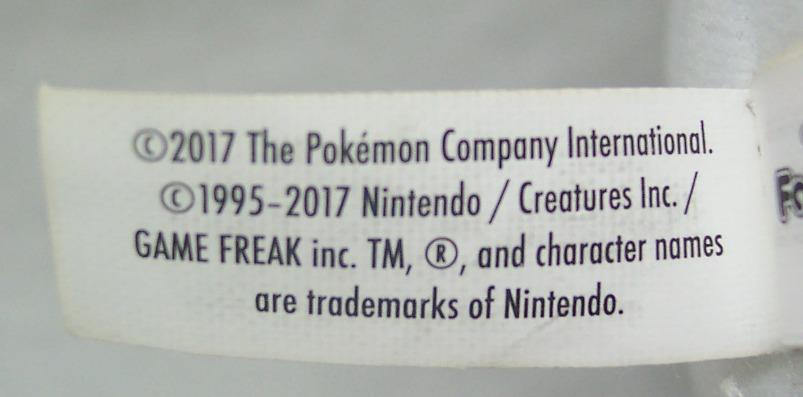 ©2017 The Pokémon Company International.
©1995-2017 Nintendo / Creatures Inc. /
GAME FREAK inc. TM, ®, and character names
are trademarks of Nintendo.